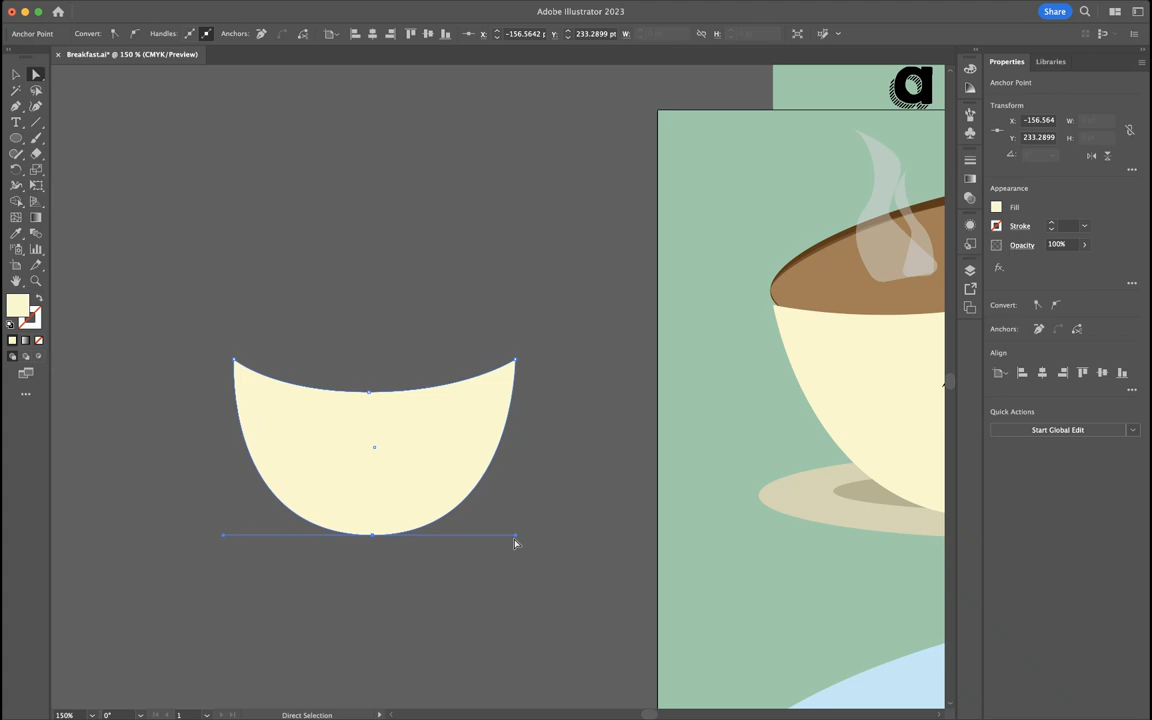 Adobe Illustrator 2023
Share
Anchor Point
Convert:
Handles:
Anchors:
X:
-156.5642 p
Y:
233.2899 pt
W:
H:
Breakfast.ai* @ 150 % (CMYK/Preview)
a
Properties
Libraries
Anchor Point
Transform
X:
-156.564
W:
Y:
233.2899
H:
Appearance
Fill
Stroke
Opacity
100%
fx.
Convert:
Anchors:
Align
Quick Actions
Start Global Edit
150%
0°
1
Direct Selection